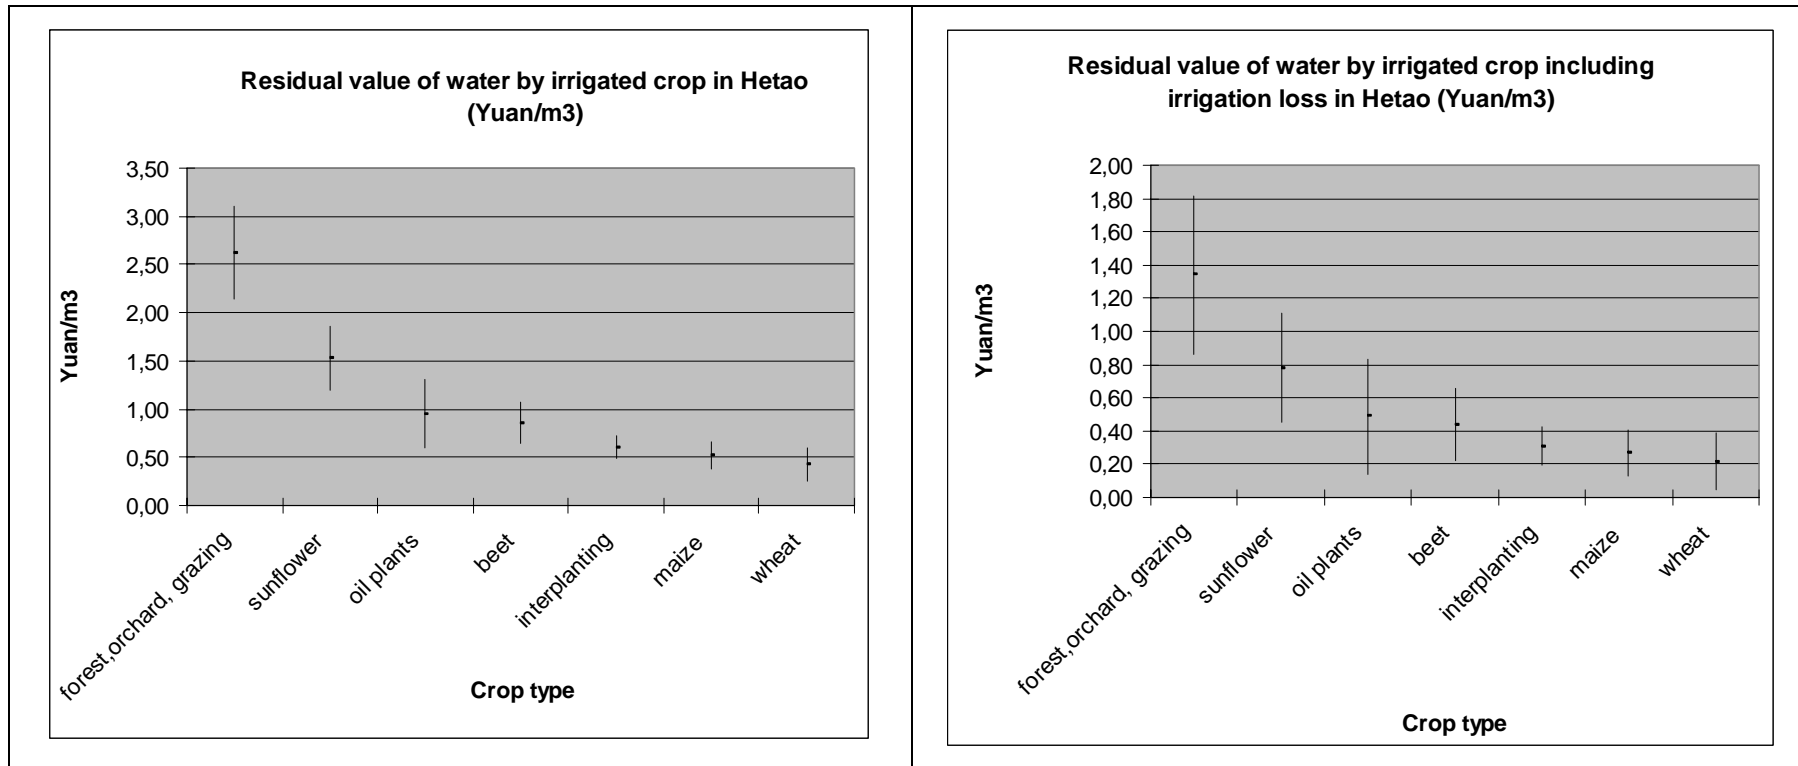 Residual value of water by irrigated crop in Hetao
(Yuan/m3)
3,50
3,00
2,50
2,00
1,50
1,00
0,50
0,00
Yuan/m3
forest,orchard, grazing
sunflower
oil plants
beet
interplanting
maize
wheat
Crop type
Residual value of water by irrigated crop including
irrigation loss in Hetao (Yuan/m3)
2,00
1,80
1,60
1,40
1,20
1,00
0,80
0,60
0,40
0,20
0,00
Yuan/m3
forest,orchard, grazing
sunflower
oil plants
beet
interplanting
maize
wheat
Crop type